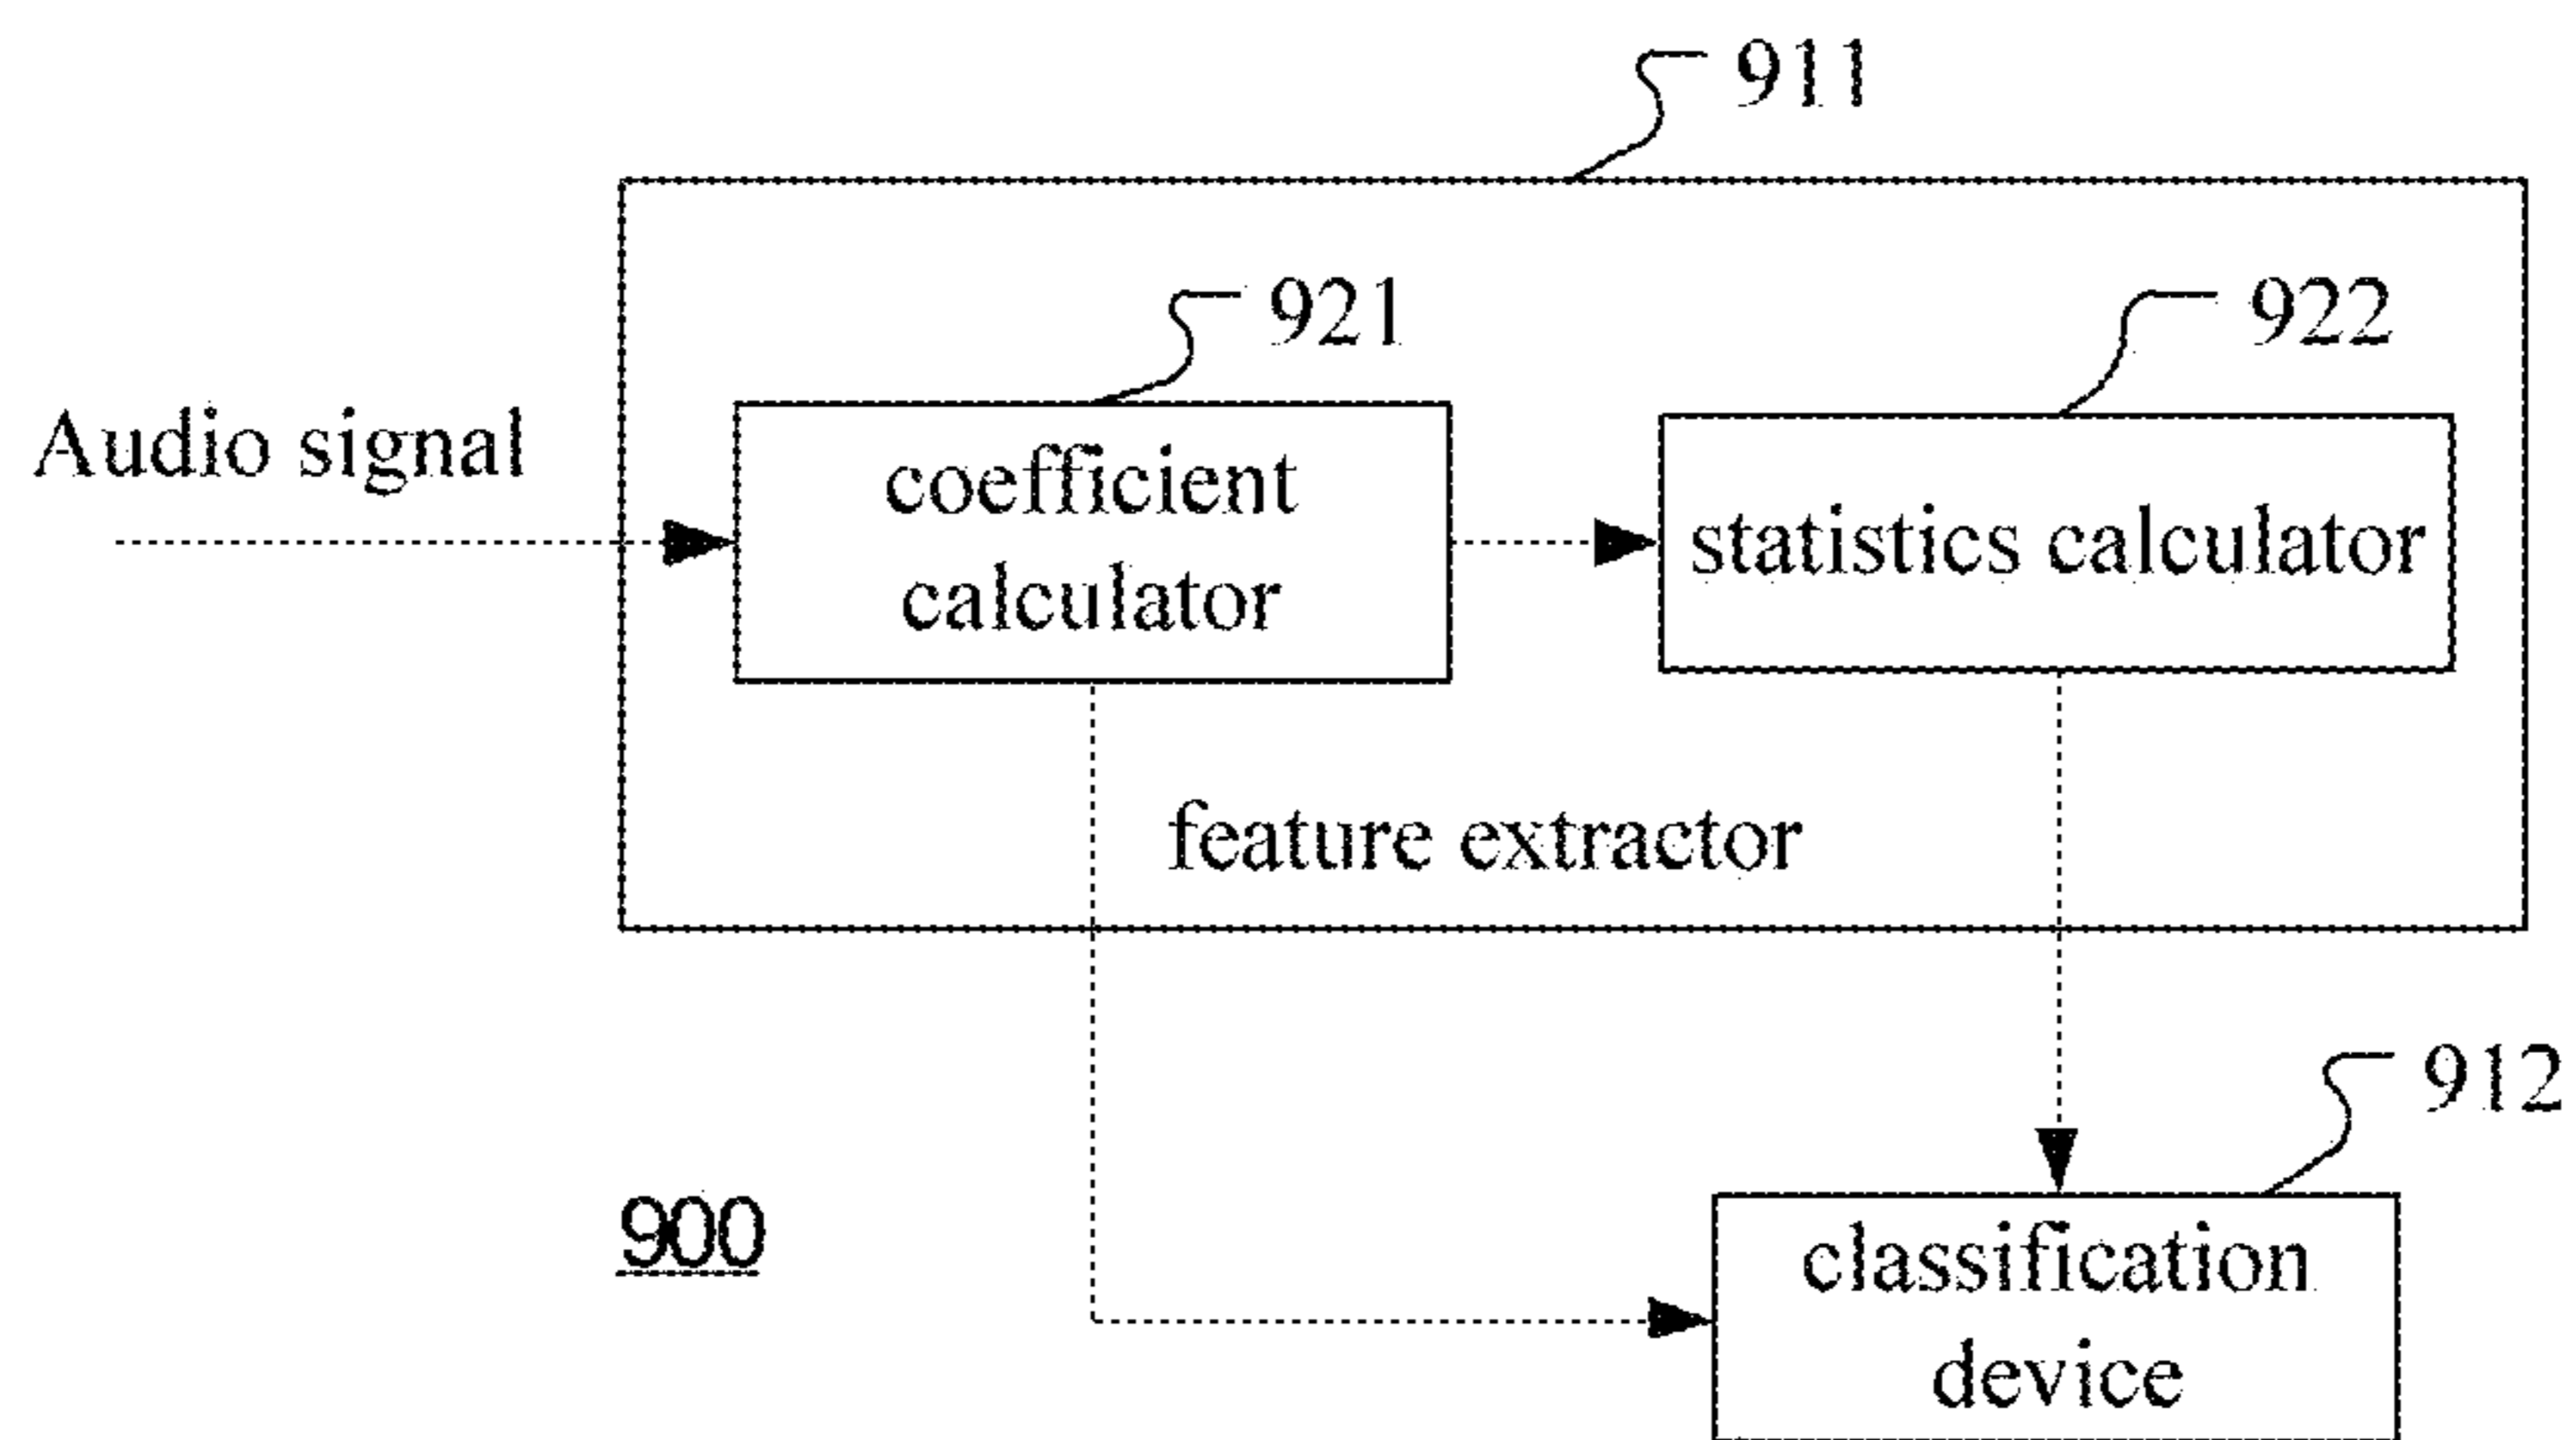 911
921
922
Audio signal
coefficient
calculator
statistics calculator
feature extractor
912
900
classification
device